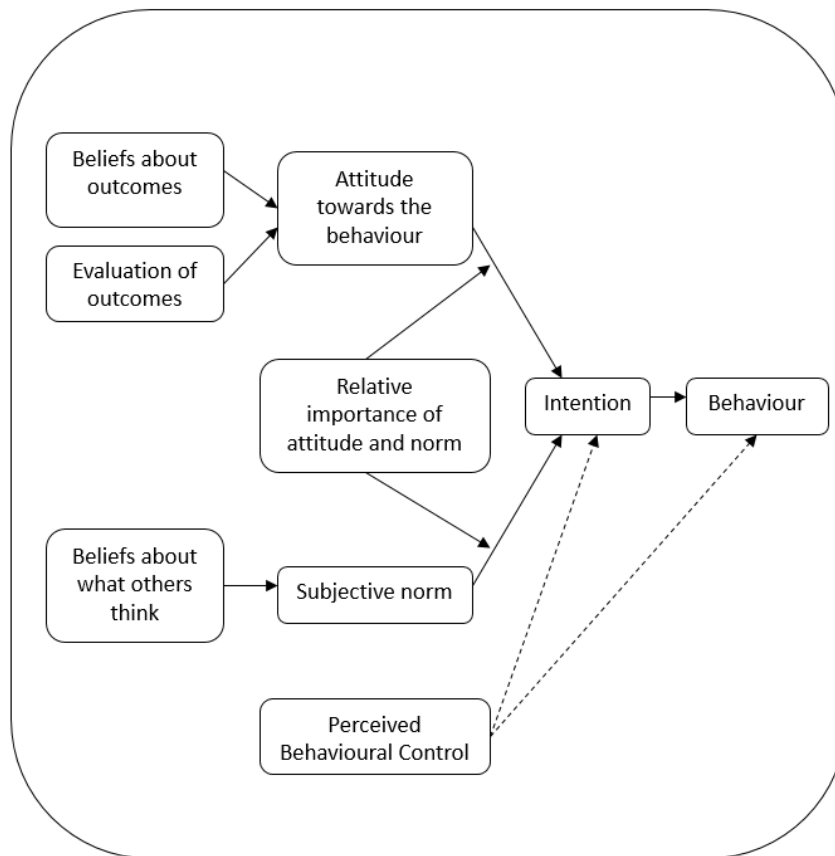 Beliefs about
outcomes
Evaluation of
outcomes
Attitude
towards the
behaviour
Relative
importance of
attitude and norm
Intention
Behaviour
Beliefs about
what others
think
Subjective norm
Perceived
Behavioural Control